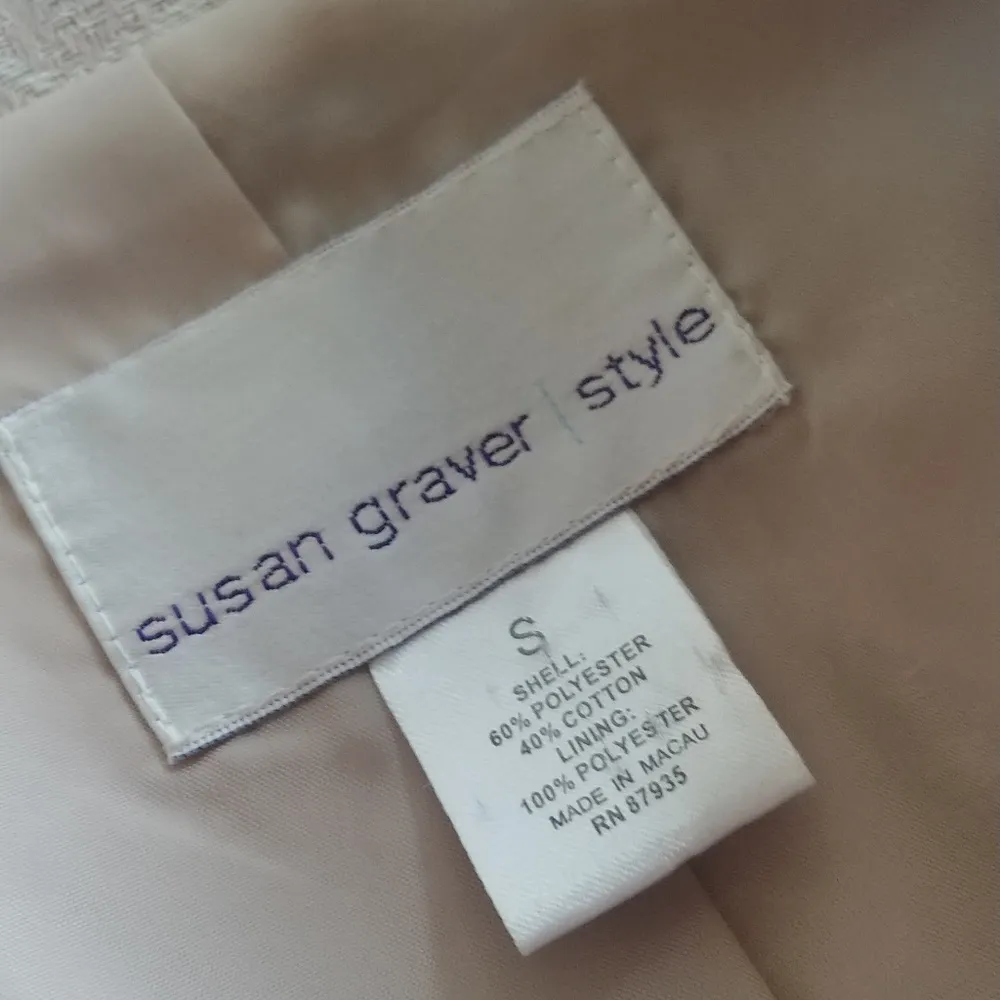 susan graver | style
S
SHELL:
60% POLYESTER
40% COTTON
LINING:
100% POLYESTER
MADE IN MACAU
RN 87935